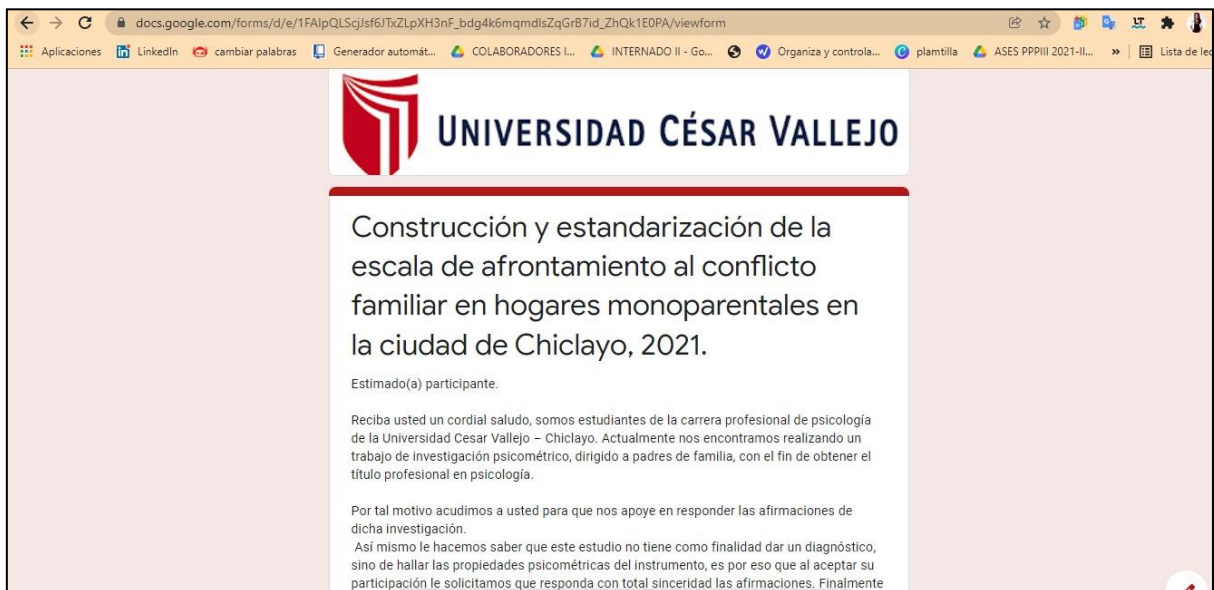 docs.google.com/forms/d/e/1FAIpQLScjJsf6JTxZLpXH3nF_bdg4k6mqmdlsZqGrB7id_ZhQk1E0PA/viewform
Aplicaciones LinkedIn cambiar palabras Generador automát... COLABORADORES I... INTERNADO II - Go... Organiza y controla... plantilla ASES PPPIII 2021-II... » Lista de lec
UNIVERSIDAD CÉSAR VALLEJO
Construcción y estandarización de la
escala de afrontamiento al conflicto
familiar en hogares monoparentales en
la ciudad de Chiclayo, 2021.
Estimado(a) participante.
Reciba usted un cordial saludo, somos estudiantes de la carrera profesional de psicología
de la Universidad Cesar Vallejo – Chiclayo. Actualmente nos encontramos realizando un
trabajo de investigación psicométrico, dirigido a padres de familia, con el fin de obtener el
título profesional en psicología.
Por tal motivo acudimos a usted para que nos apoye en responder las afirmaciones de
dicha investigación.
Así mismo le hacemos saber que este estudio no tiene como finalidad dar un diagnóstico,
sino de hallar las propiedades psicométricas del instrumento, es por eso que al aceptar su
participación le solicitamos que responda con total sinceridad las afirmaciones. Finalmente